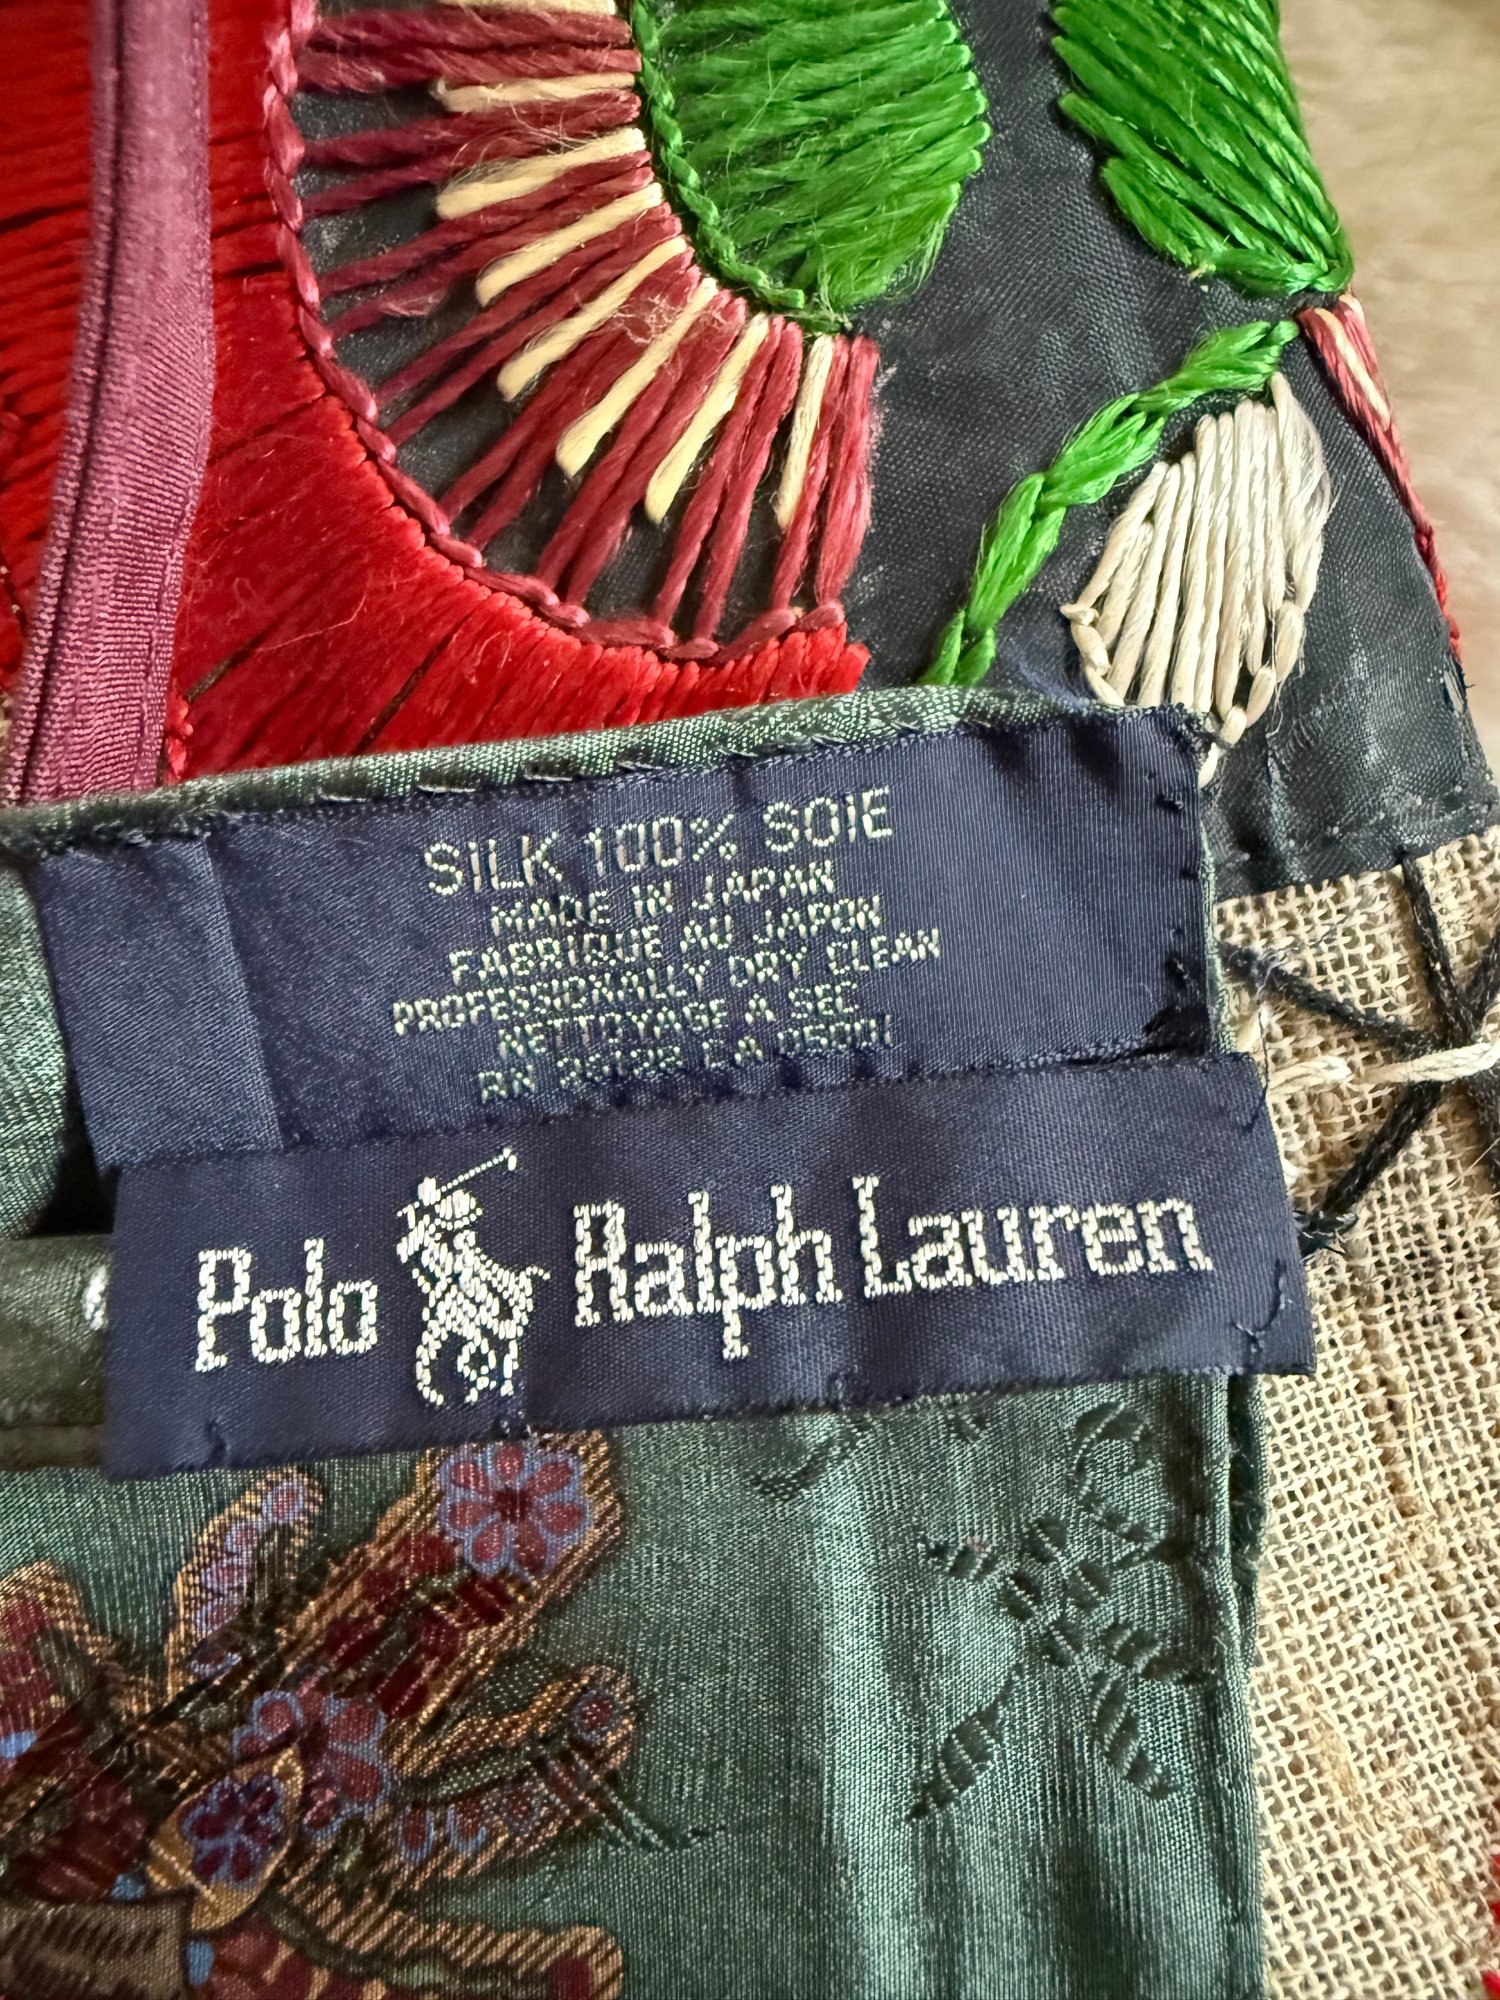 SILK 100% SOIE
MADE IN JAPAN
FABRIQUE AU JAPON
PROFESSIONALLY DRY CLEAN
NETTOYAGE A SEC
Polo Ralph Lauren